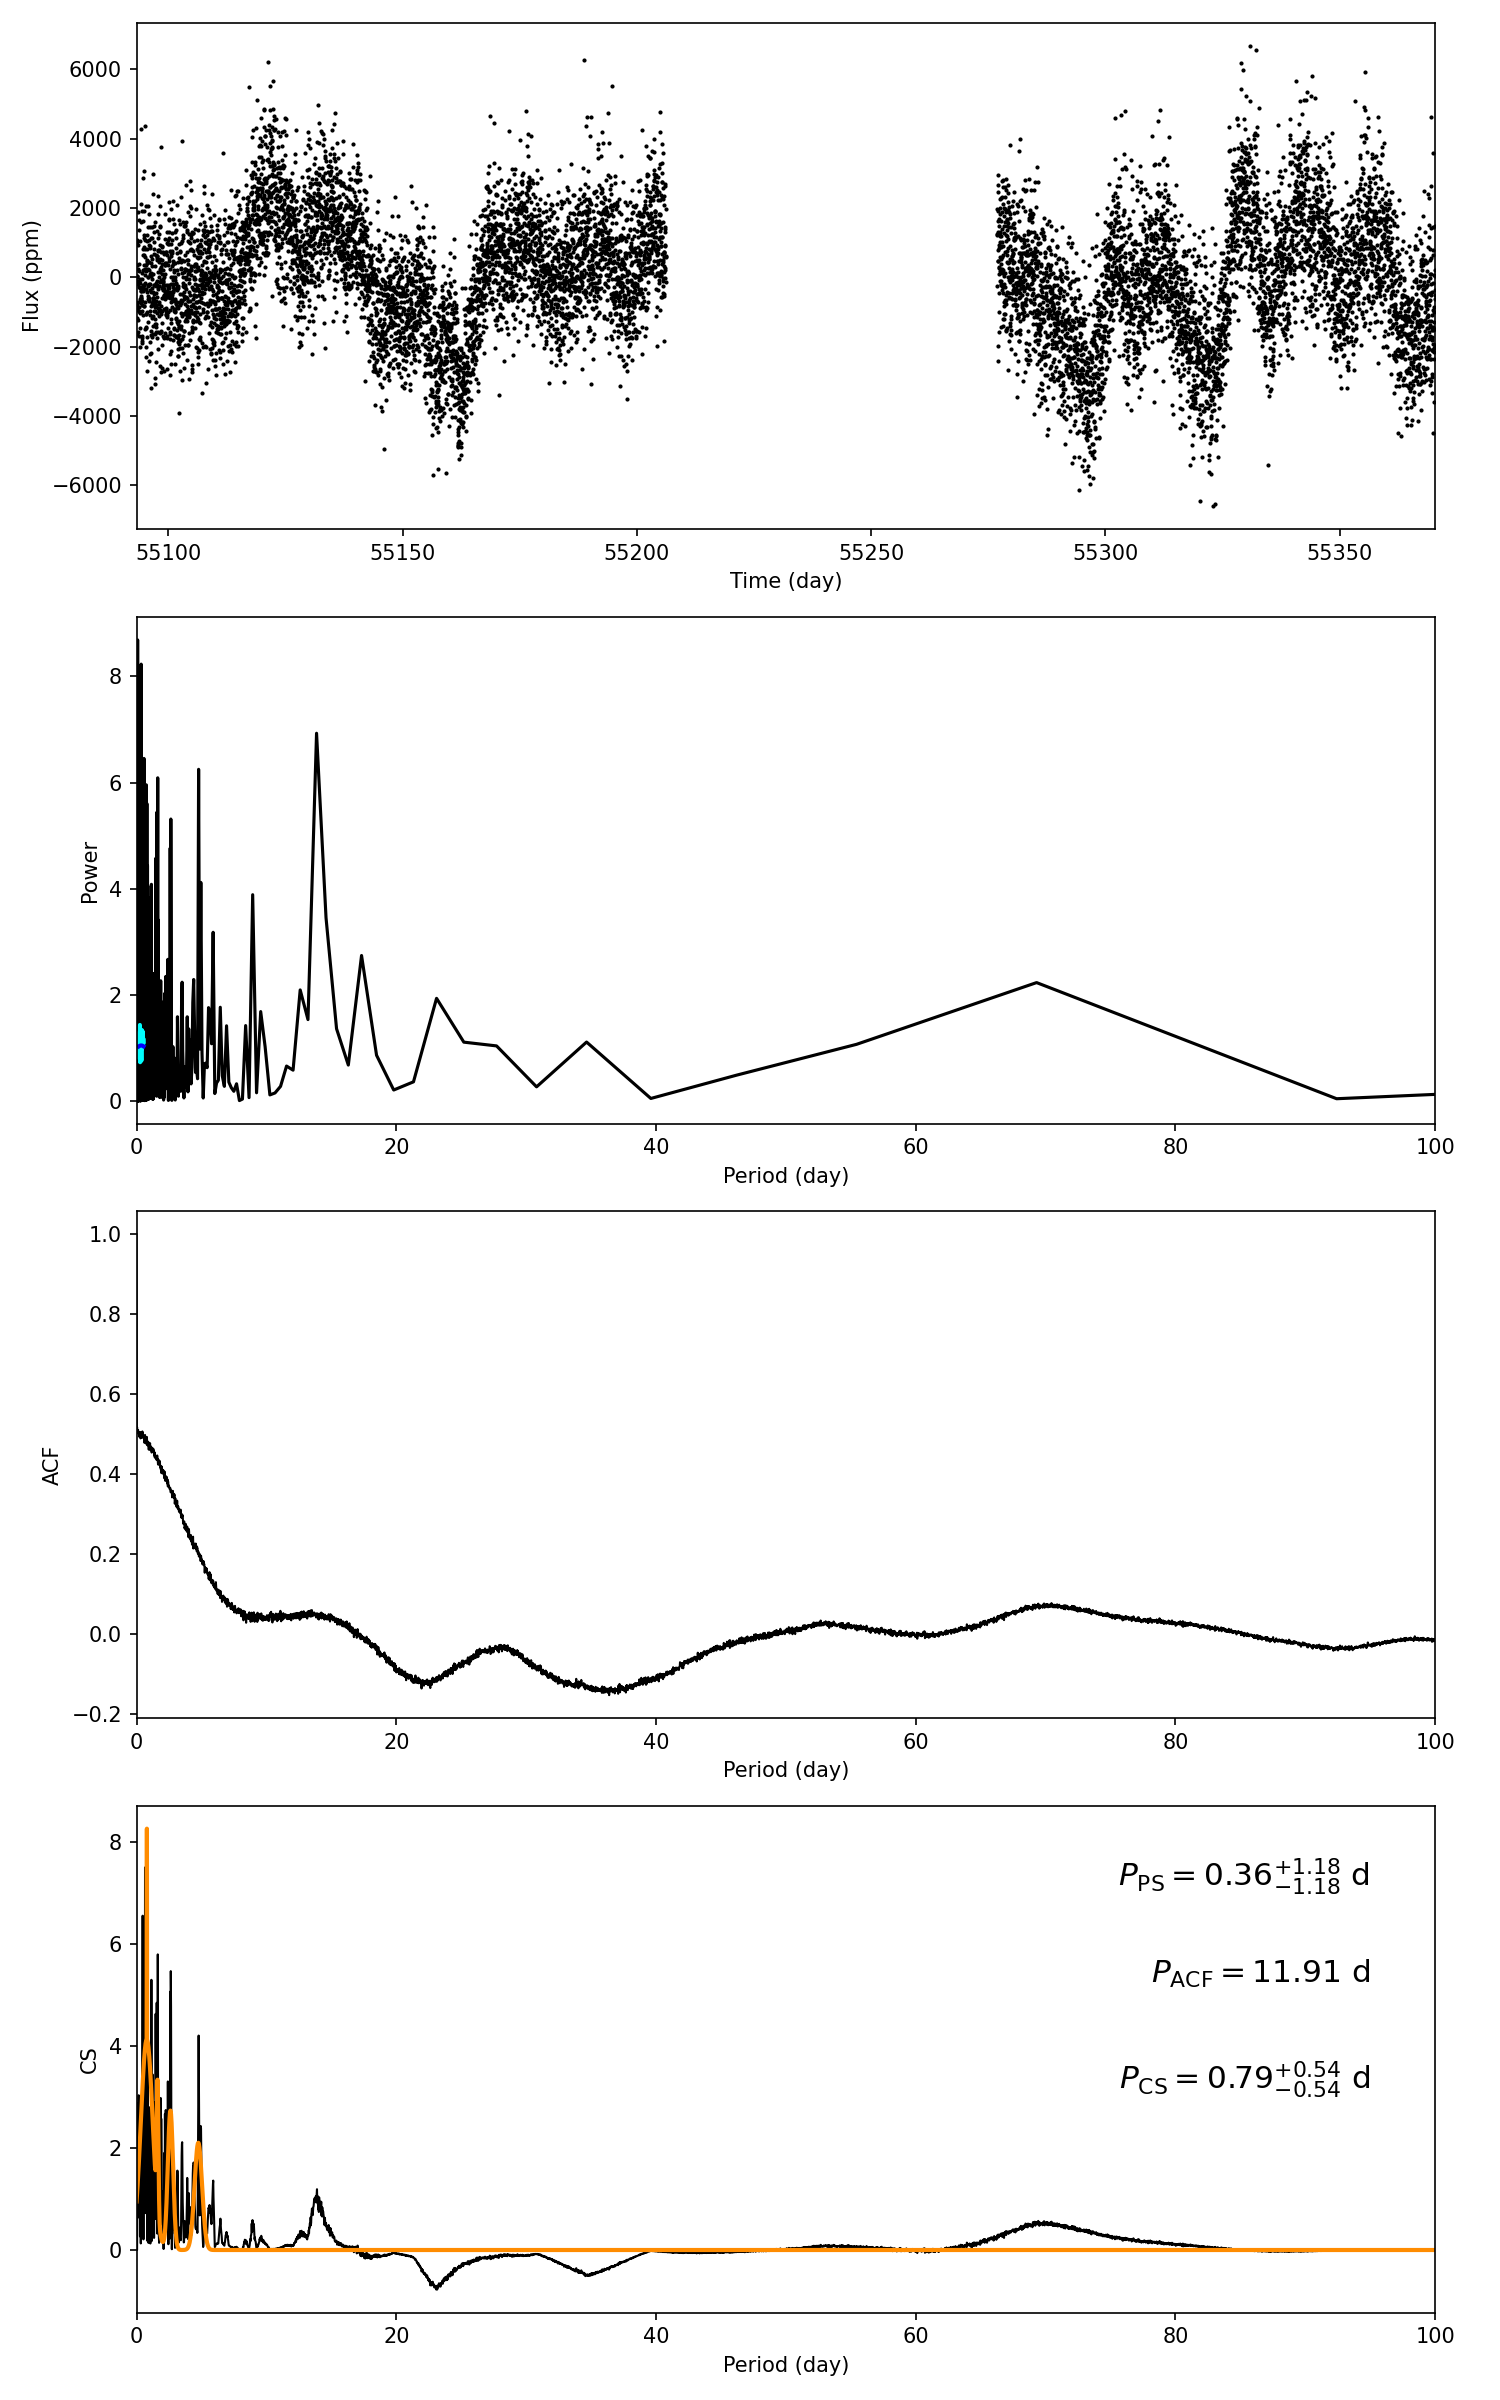 6000
4000
2000
0
−2000
−4000
−6000
Flux (ppm)
55100 55150 55200 55250 55300 55350
Time (day)
8
6
4
2
0
Power
0 20 40 60 80 100
Period (day)
1.0
0.8
0.6
0.4
0.2
0.0
−0.2
ACF
0 20 40 60 80 100
Period (day)
8
6
4
2
0
CS
P_PS = 0.36 +1.18 −1.18 d
P_ACF = 11.91 d
P_CS = 0.79 +0.54 −0.54 d
0 20 40 60 80 100
Period (day)